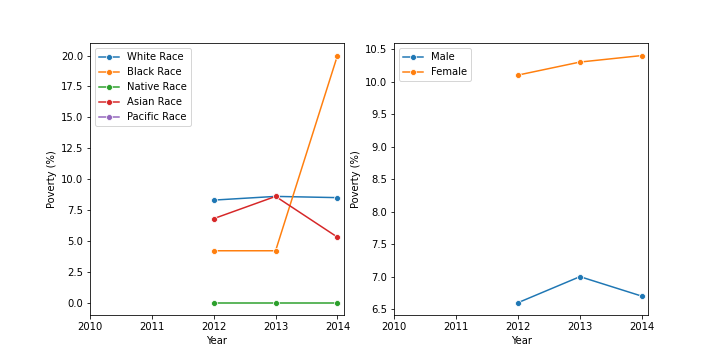 20.0
17.5
15.0
12.5
10.0
7.5
5.0
2.5
0.0
Poverty (%)
White Race
Black Race
Native Race
Asian Race
Pacific Race
2010 2011 2012 2013 2014
Year
10.5
10.0
9.5
9.0
8.5
8.0
7.5
7.0
6.5
Poverty (%)
Male
Female
2010 2011 2012 2013 2014
Year